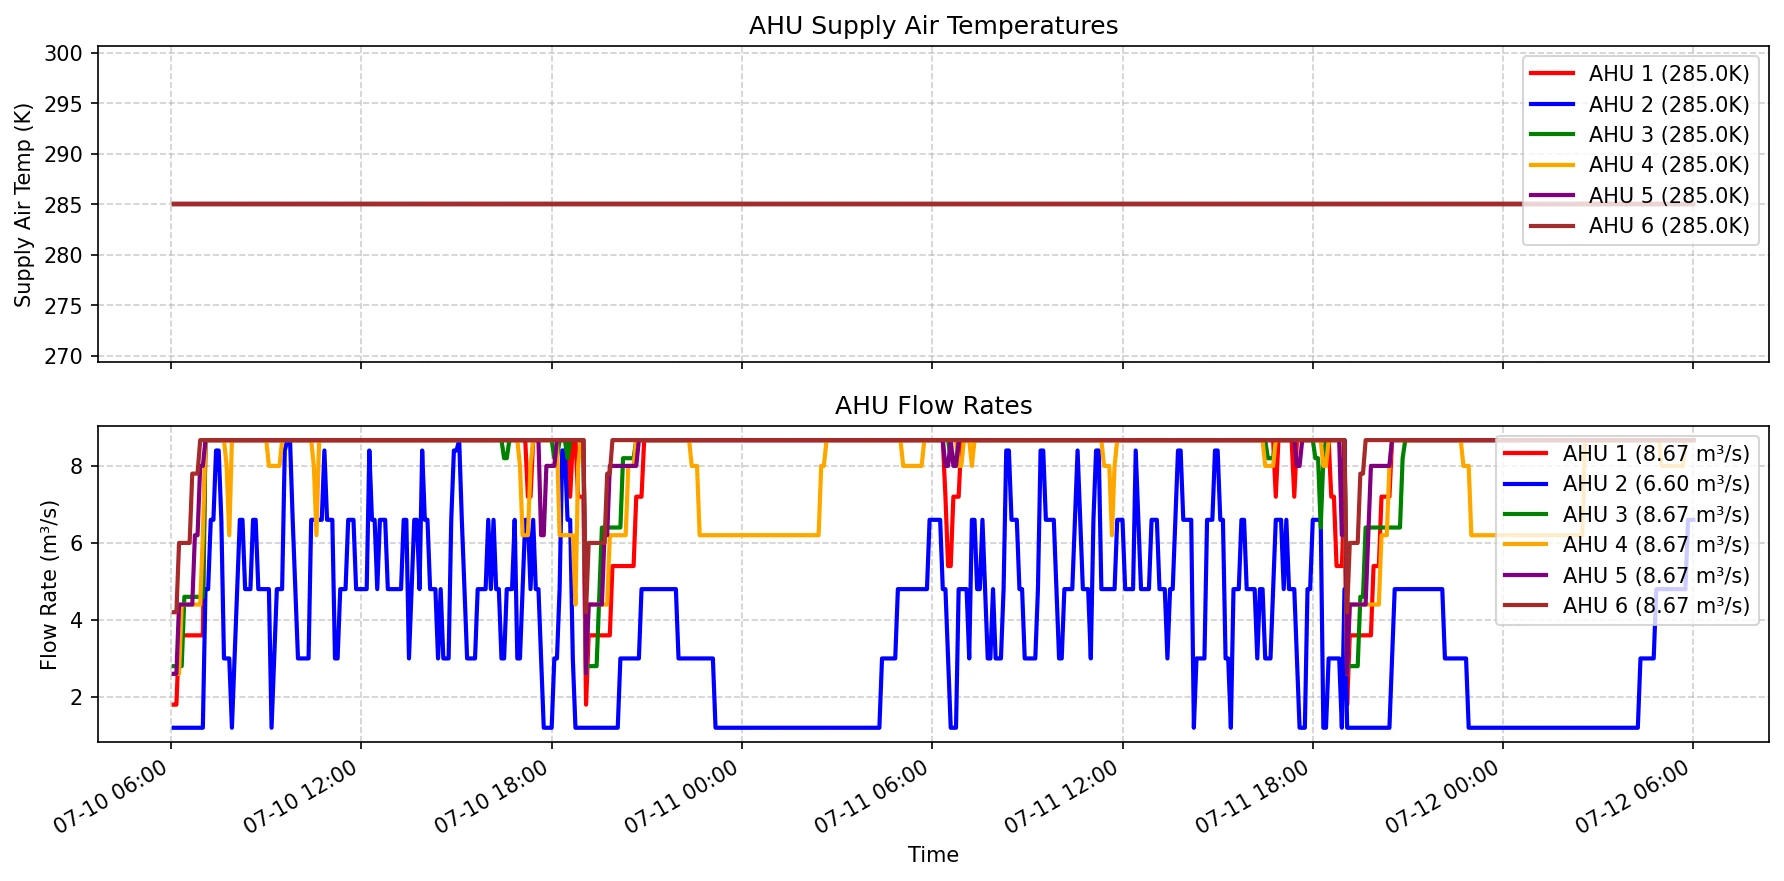 AHU Supply Air Temperatures
Supply Air Temp (K)
300
295
290
285
280
275
270
AHU 1 (285.0K)
AHU 2 (285.0K)
AHU 3 (285.0K)
AHU 4 (285.0K)
AHU 5 (285.0K)
AHU 6 (285.0K)
AHU Flow Rates
Flow Rate (m³/s)
8
6
4
2
AHU 1 (8.67 m³/s)
AHU 2 (6.60 m³/s)
AHU 3 (8.67 m³/s)
AHU 4 (8.67 m³/s)
AHU 5 (8.67 m³/s)
AHU 6 (8.67 m³/s)
07-10 06:00
07-10 12:00
07-10 18:00
07-11 00:00
07-11 06:00
07-11 12:00
07-11 18:00
07-12 00:00
07-12 06:00
Time